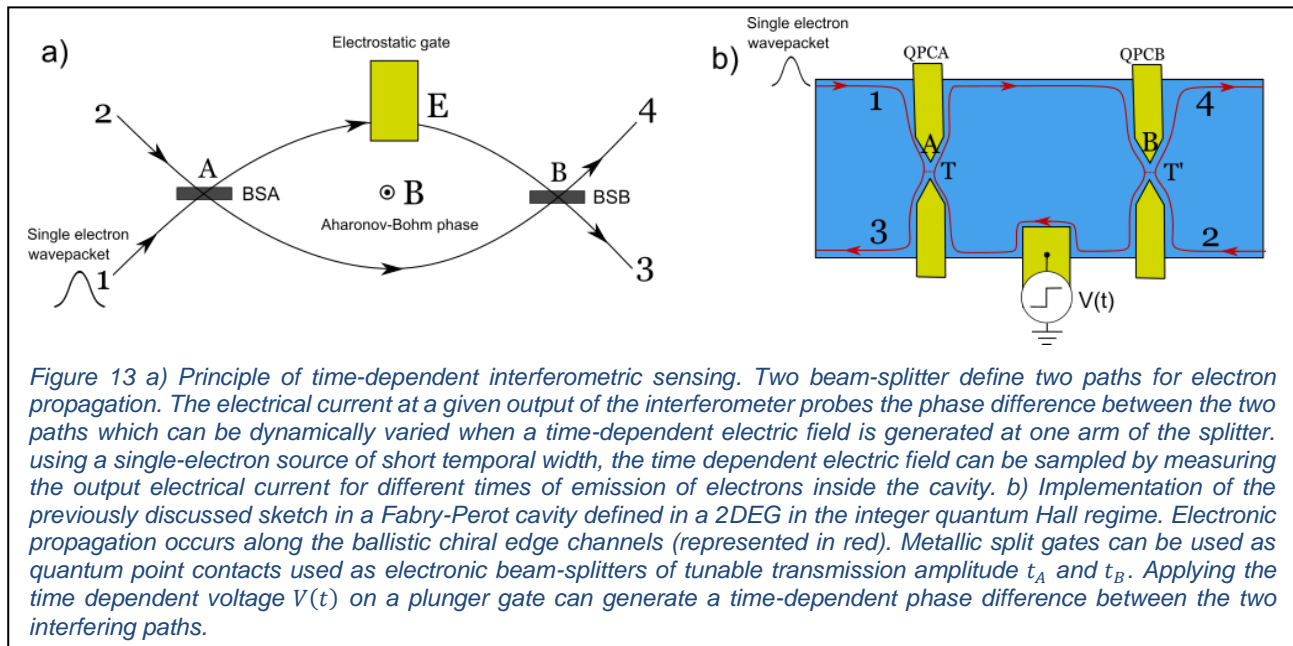 a)
Electrostatic gate
E
2
4
A
B
BSA
BSB
B
Aharonov-Bohm phase
Single electron
wavepacket
1
3
Single electron
wavepacket
b)
QPCA
QPCB
1
4
A
B
T
T'
3
2
V(t)
Figure 13 a) Principle of time-dependent interferometric sensing. Two beam-splitter define two paths for electron
propagation. The electrical current at a given output of the interferometer probes the phase difference between the two
paths which can be dynamically varied when a time-dependent electric field is generated at one arm of the splitter.
using a single-electron source of short temporal width, the time dependent electric field can be sampled by measuring
the output electrical current for different times of emission of electrons inside the cavity. b) Implementation of the
previously discussed sketch in a Fabry-Perot cavity defined in a 2DEG in the integer quantum Hall regime. Electronic
propagation occurs along the ballistic chiral edge channels (represented in red). Metallic split gates can be used as
quantum point contacts used as electronic beam-splitters of tunable transmission amplitude t_A and t_B. Applying the
time dependent voltage V(t) on a plunger gate can generate a time-dependent phase difference between the two
interfering paths.